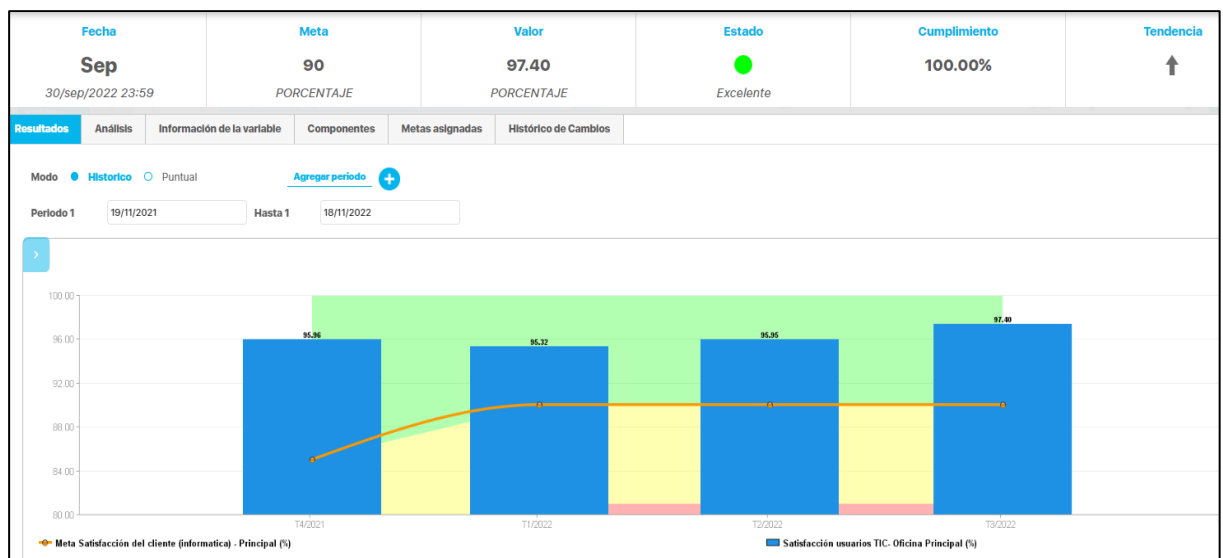 Fecha Meta Valor Estado Cumplimiento Tendencia
Sep 90 97.40 100.00%
30/sep/2022 23:59 PORCENTAJE PORCENTAJE Excelente
Resultados Análisis Información de la variable Componentes Metas asignadas Histórico de Cambios
Modo Historico Puntual Agregar periodo +
Periodo 1 19/11/2021 Hasta 1 18/11/2022
100.00
96.00
92.00
88.00
84.00
80.00
95.96 95.32 95.95 97.40
T4/2021 T1/2022 T2/2022 T3/2022
Meta Satisfacción del cliente (informatica) - Principal (%) Satisfacción usuarios TIC- Oficina Principal (%)